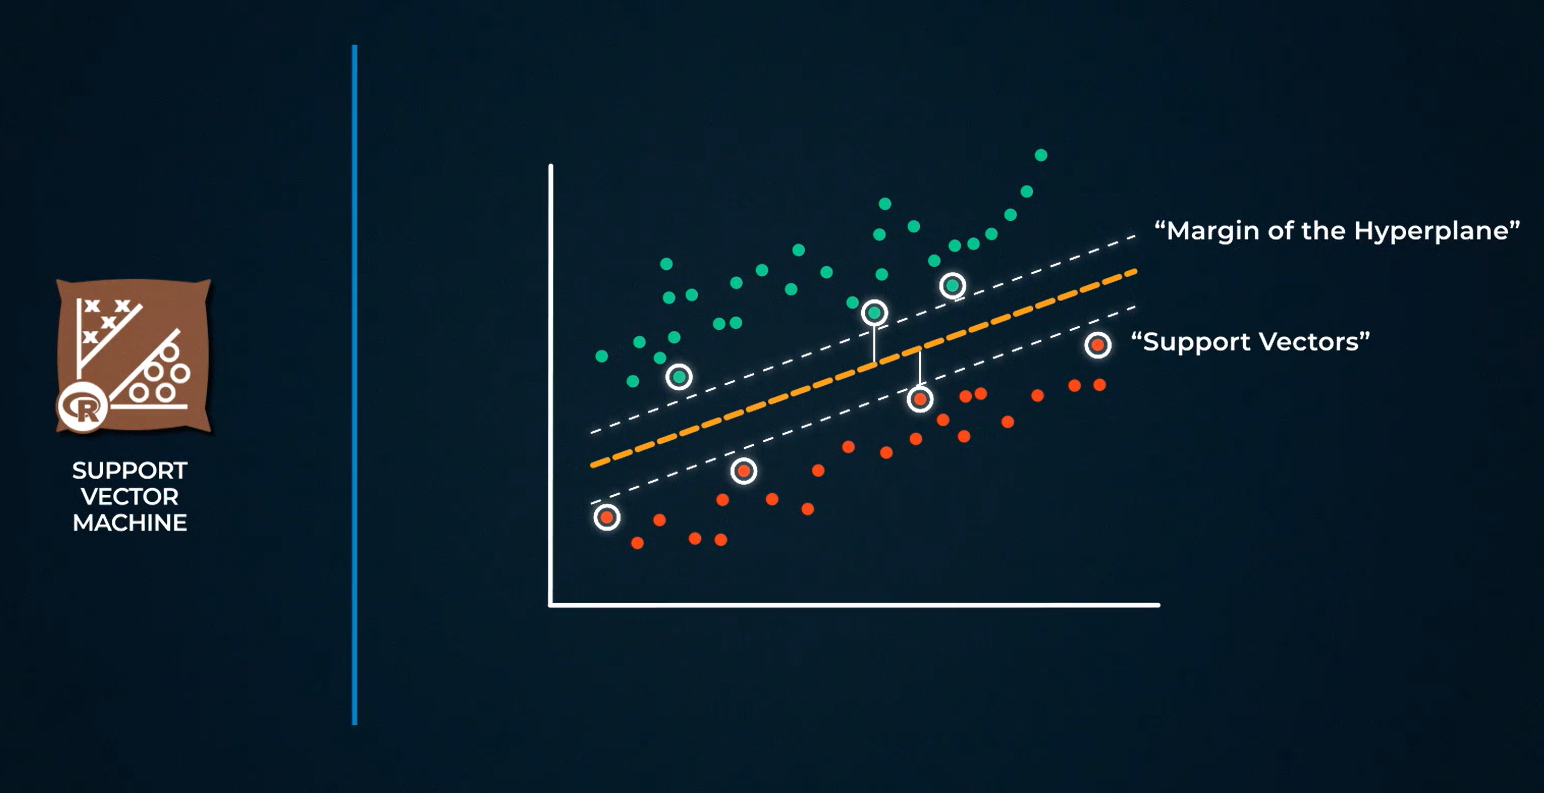 SUPPORT
VECTOR
MACHINE
“Margin of the Hyperplane”
“Support Vectors”
x x
x
x
R